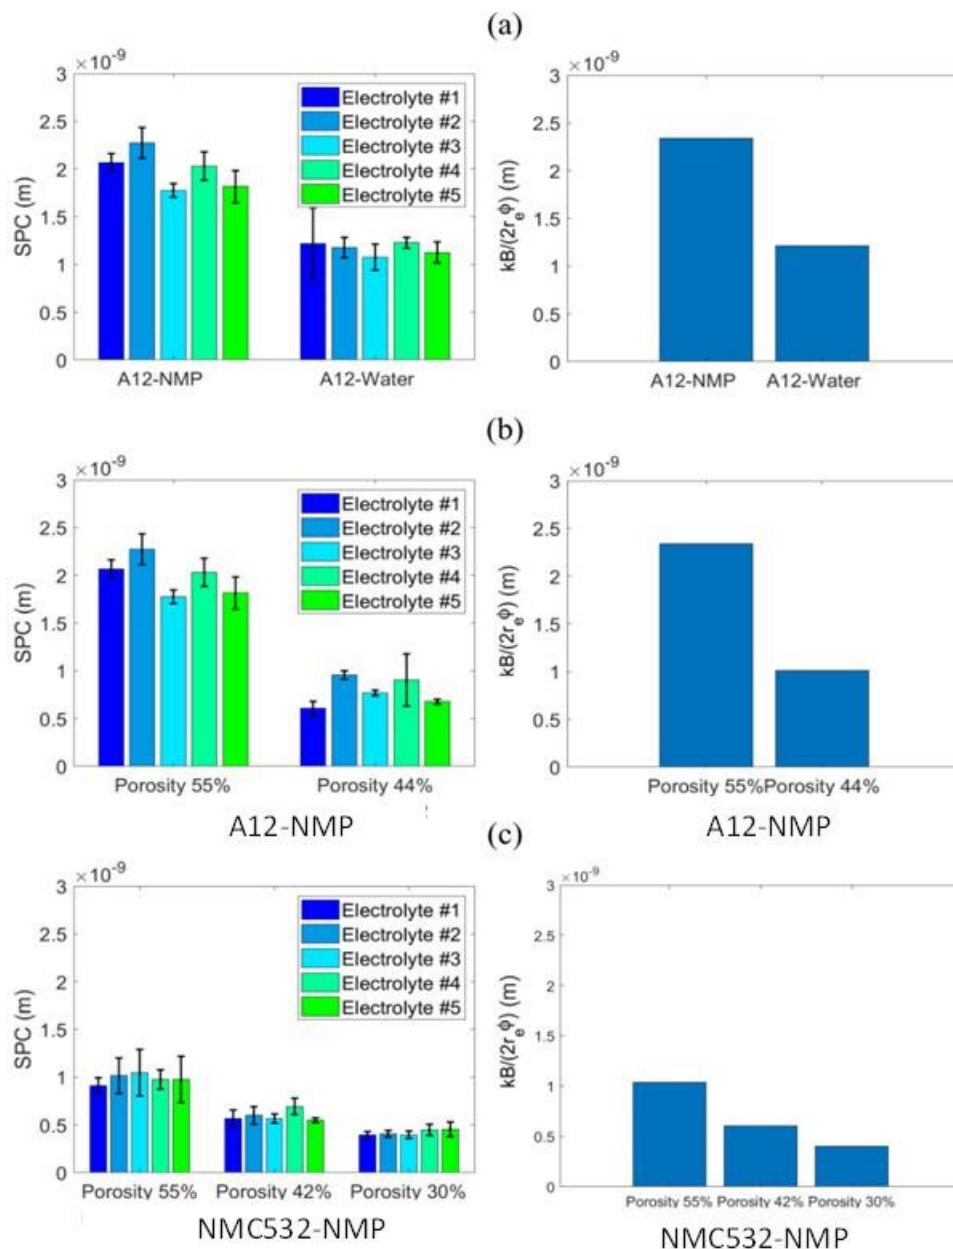 (a)
×10-9
3
2.5
2
1.5
1
0.5
0
SPC (m)
Electrolyte #1
Electrolyte #2
Electrolyte #3
Electrolyte #4
Electrolyte #5
A12-NMP A12-Water
×10-9
3
2.5
2
1.5
1
0.5
0
kB/(2r_e^ϕ) (m)
A12-NMP A12-Water
(b)
×10-9
3
2.5
2
1.5
1
0.5
0
SPC (m)
Electrolyte #1
Electrolyte #2
Electrolyte #3
Electrolyte #4
Electrolyte #5
Porosity 55% Porosity 44%
A12-NMP
×10-9
3
2.5
2
1.5
1
0.5
0
kB/(2r_e^ϕ) (m)
Porosity 55% Porosity 44%
A12-NMP
(c)
×10-9
3
2.5
2
1.5
1
0.5
0
SPC (m)
Electrolyte #1
Electrolyte #2
Electrolyte #3
Electrolyte #4
Electrolyte #5
Porosity 55% Porosity 42% Porosity 30%
NMC532-NMP
×10-9
3
2.5
2
1.5
1
0.5
0
kB/(2r_e^ϕ) (m)
Porosity 55% Porosity 42% Porosity 30%
NMC532-NMP